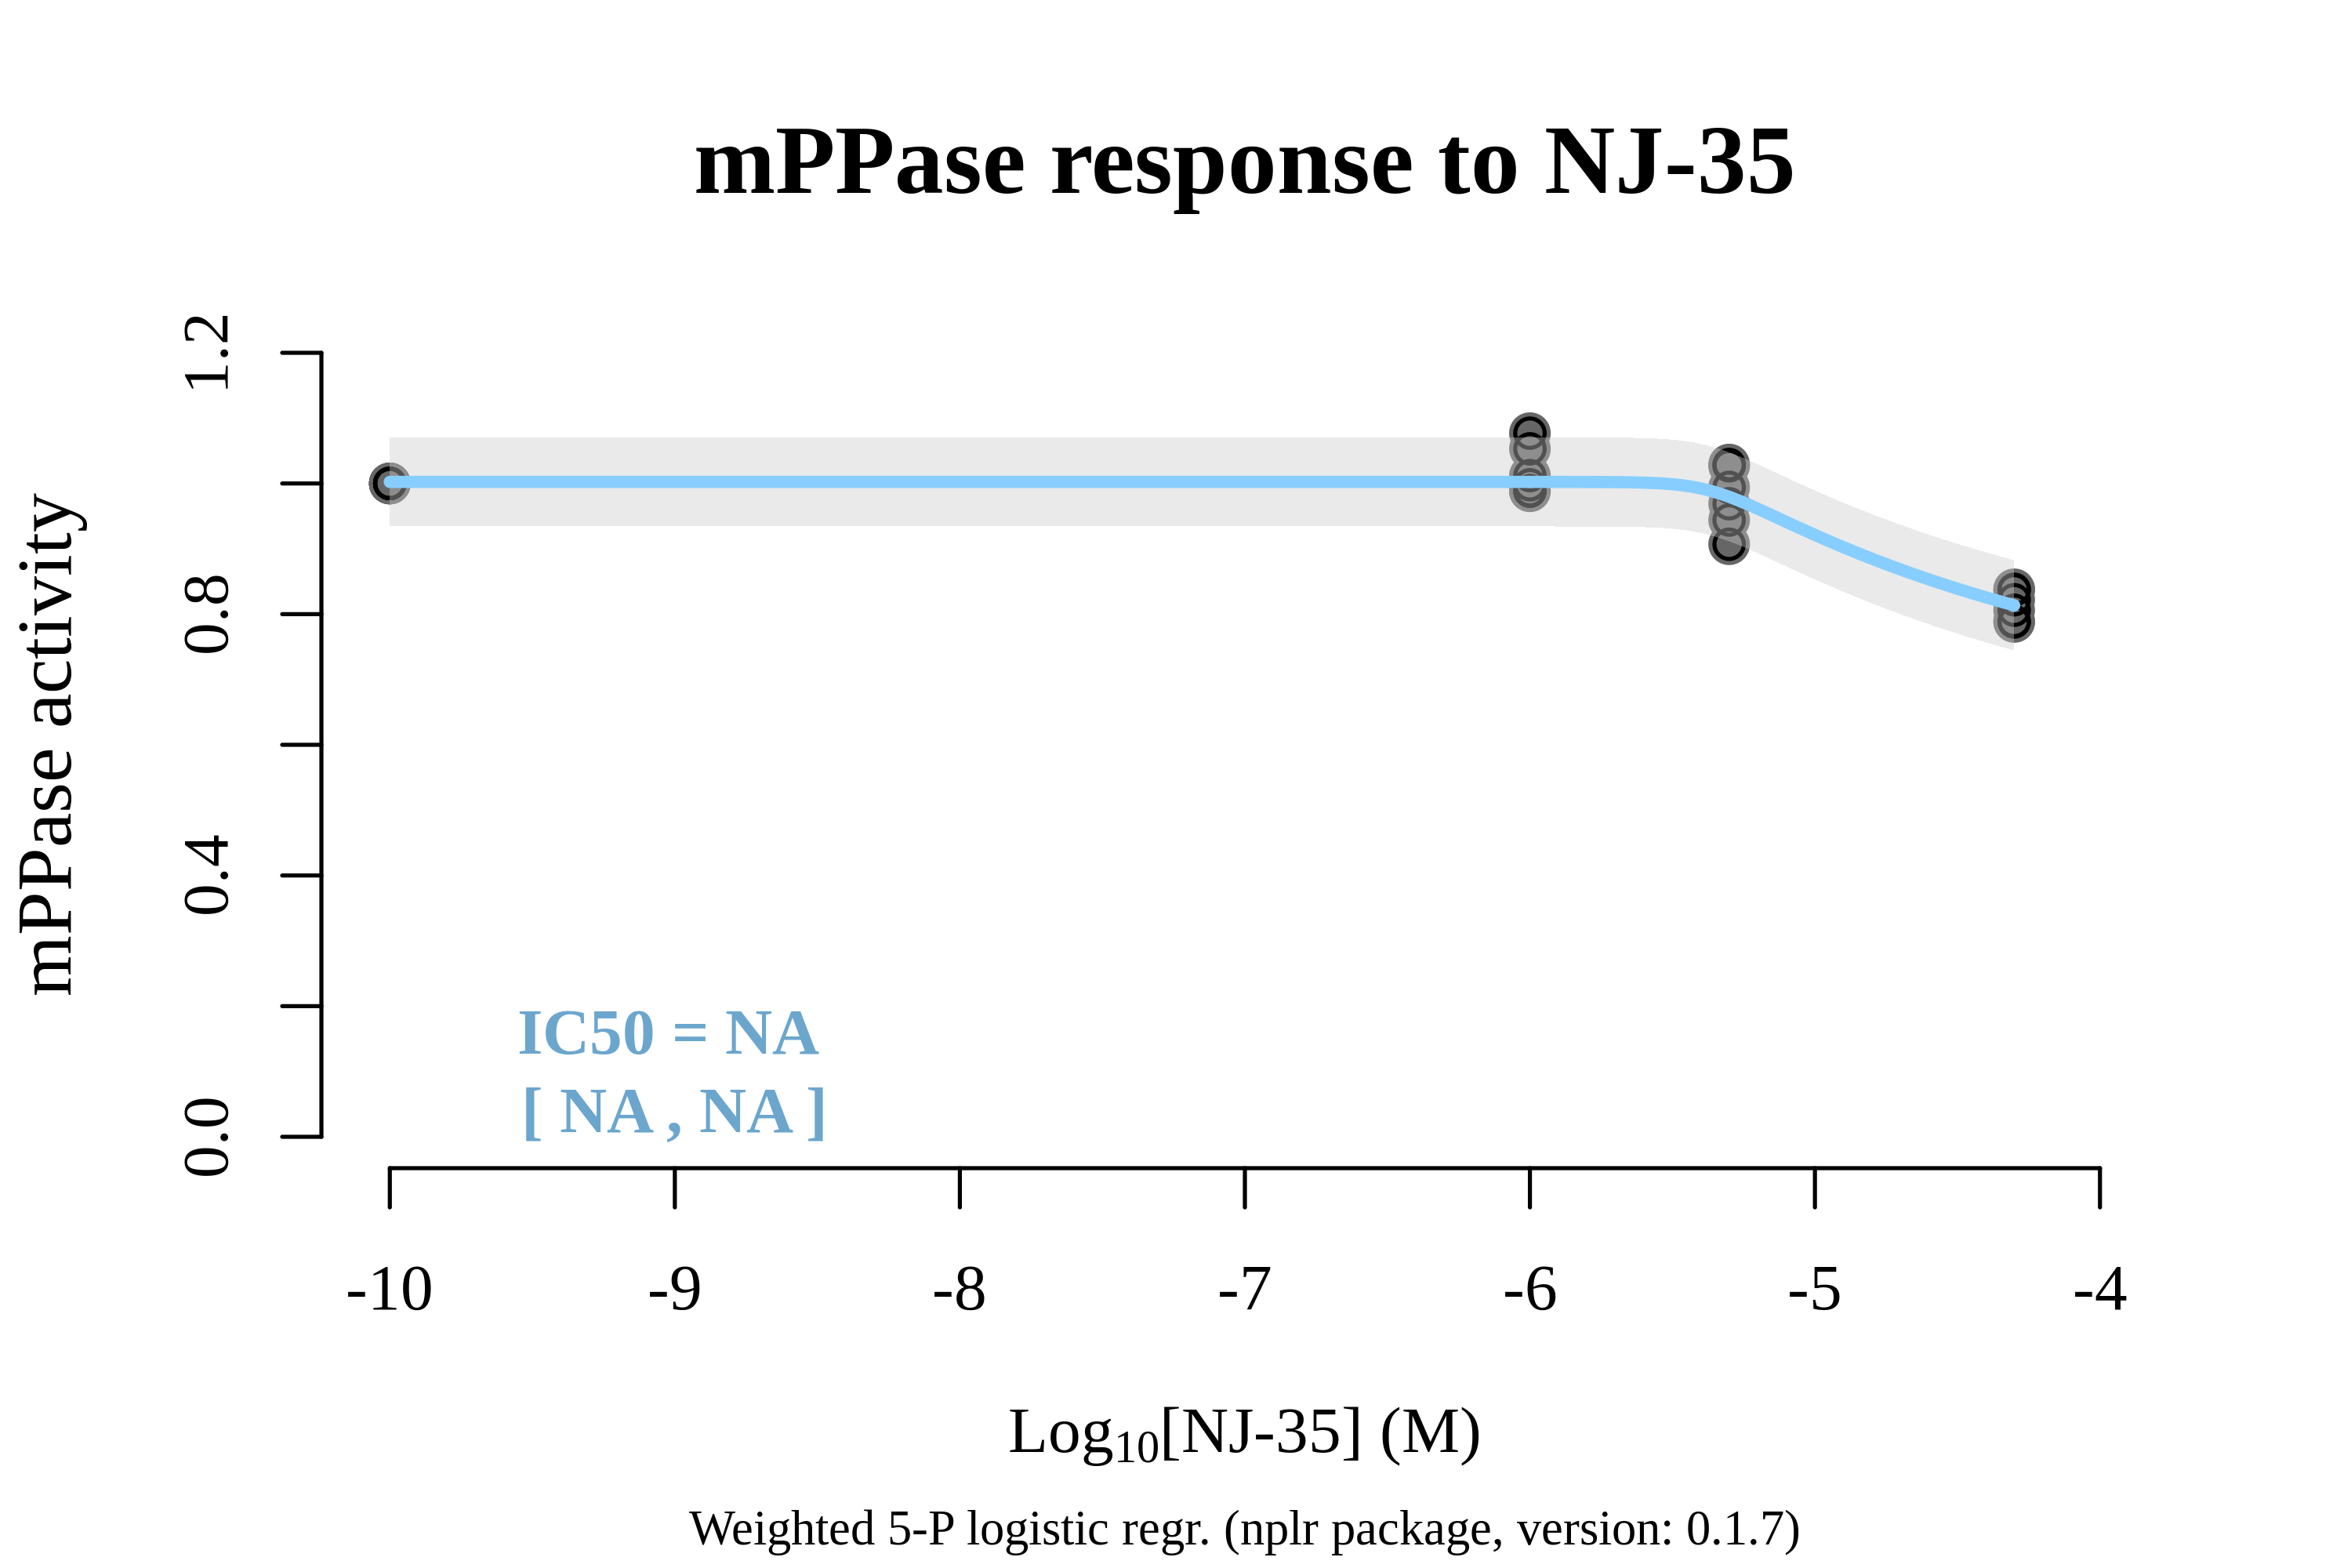 mPPase response to NJ-35
mPPase activity
1.2
0.8
0.4
0.0
IC50 = NA
[ NA , NA ]
-10 -9 -8 -7 -6 -5 -4
Log10[NJ-35] (M)
Weighted 5-P logistic regr. (nplr package, version: 0.1.7)